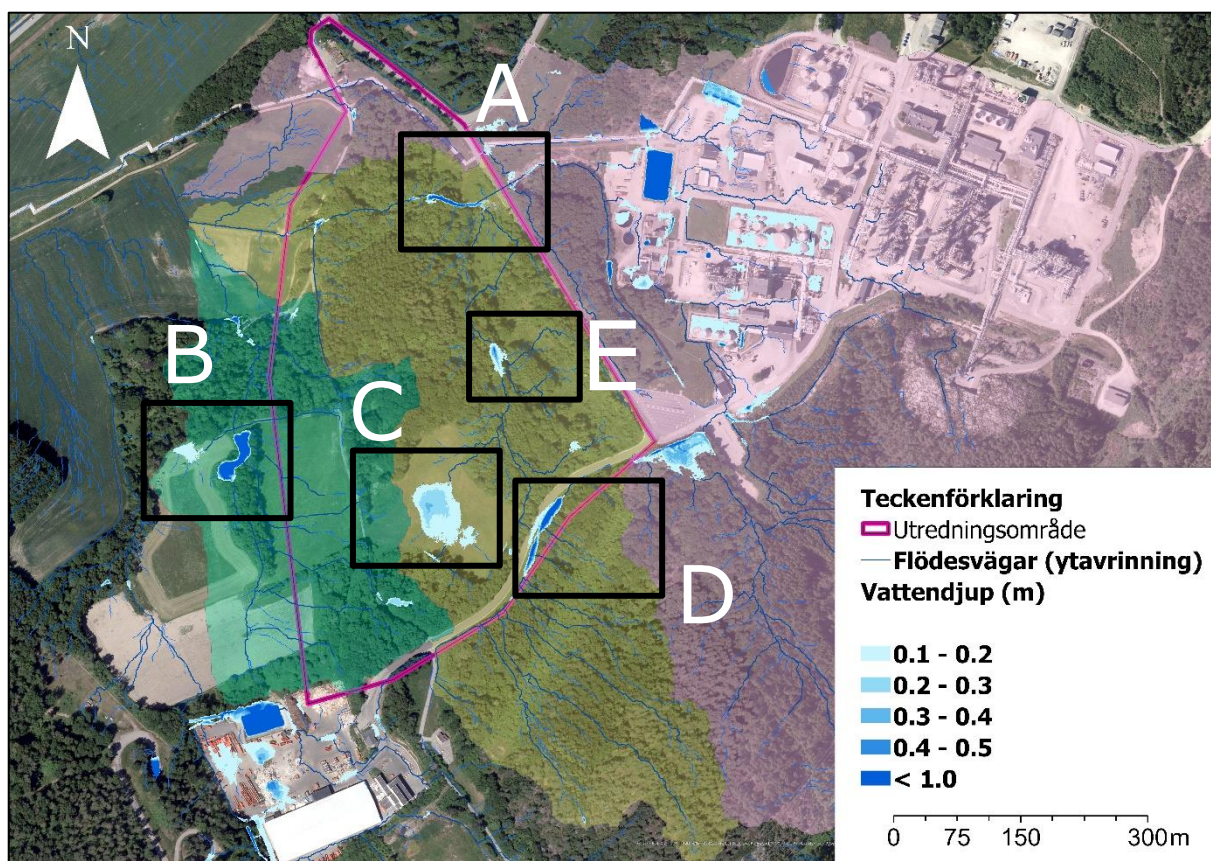 N
A
B
E
C
D
Teckenförklaring
Utredningsområde
Flödesvägar (ytavrinning)
Vattendjup (m)
0.1 - 0.2
0.2 - 0.3
0.3 - 0.4
0.4 - 0.5
< 1.0
0 75 150 300 m